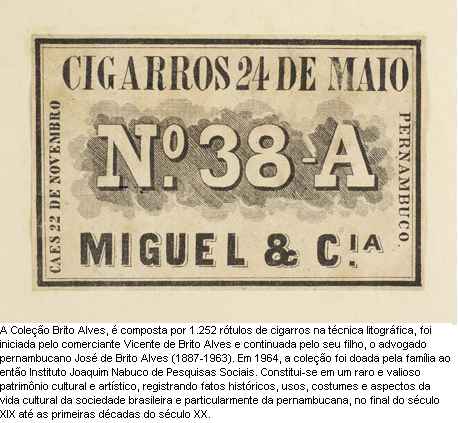 CIGARROS 24 DE MAIO
CAES 22 DE NOVEMBRO
Nº. 38-A
PERNAMBUCO.
MIGUEL & C.IA
A Coleção Brito Alves, é composta por 1.252 rótulos de cigarros na técnica litográfica, foi
iniciada pelo comerciante Vicente de Brito Alves e continuada pelo seu filho, o advogado
pernambucano José de Brito Alves (1887-1963). Em 1964, a coleção foi doada pela família ao
então Instituto Joaquim Nabuco de Pesquisas Sociais. Constitui-se em um raro e valioso
patrimônio cultural e artístico, registrando fatos históricos, usos, costumes e aspectos da
vida cultural da sociedade brasileira e particularmente da pernambucana, no final do século
XIX até as primeiras décadas do século XX.